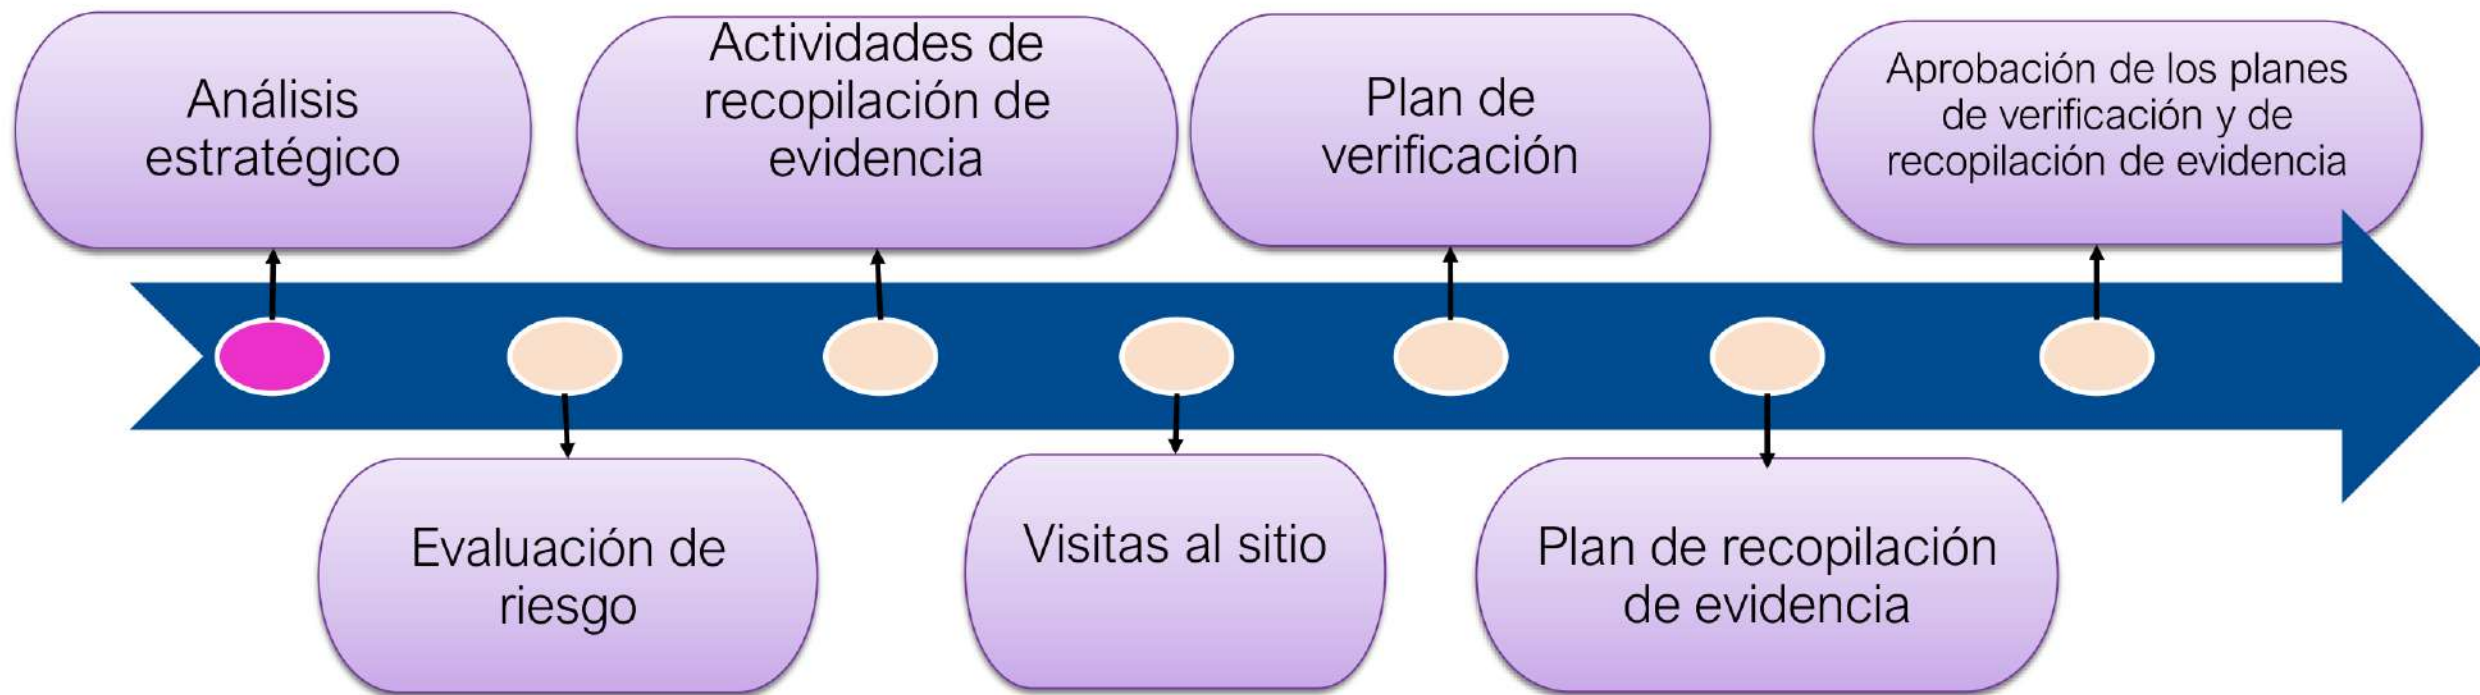 Análisis
estratégico
Evaluación de
riesgo
Actividades de
recopilación de
evidencia
Visitas al sitio
Plan de
verificación
Plan de recopilación
de evidencia
Aprobación de los planes
de verificación y de
recopilación de evidencia